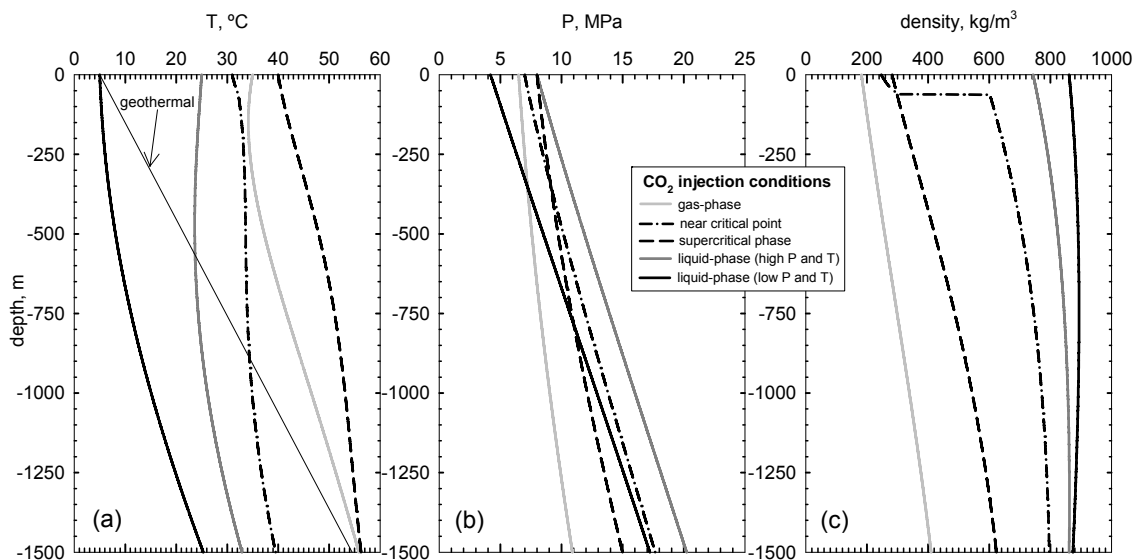 T, ºC
P, MPa
density, kg/m³
0 10 20 30 40 50 60
0 5 10 15 20 25
0 200 400 600 800 1000
depth, m
0
-250
-500
-750
-1000
-1250
-1500
geothermal
(a)
0
-250
-500
-750
-1000
-1250
-1500
(b)
0
-250
-500
-750
-1000
-1250
-1500
(c)
CO₂ injection conditions
gas-phase
near critical point
supercritical phase
liquid-phase (high P and T)
liquid-phase (low P and T)